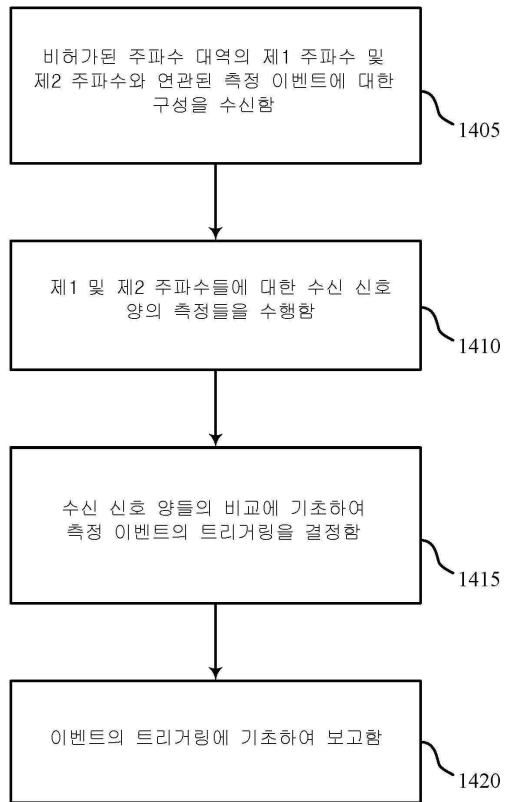 비허가된 주파수 대역의 제1 주파수 및
제2 주파수와 연관된 측정 이벤트에 대한
구성을 수신함
1405
제1 및 제2 주파수들에 대한 수신 신호
양의 측정들을 수행함
1410
수신 신호 양들의 비교에 기초하여
측정 이벤트의 트리거링을 결정함
1415
이벤트의 트리거링에 기초하여 보고함
1420